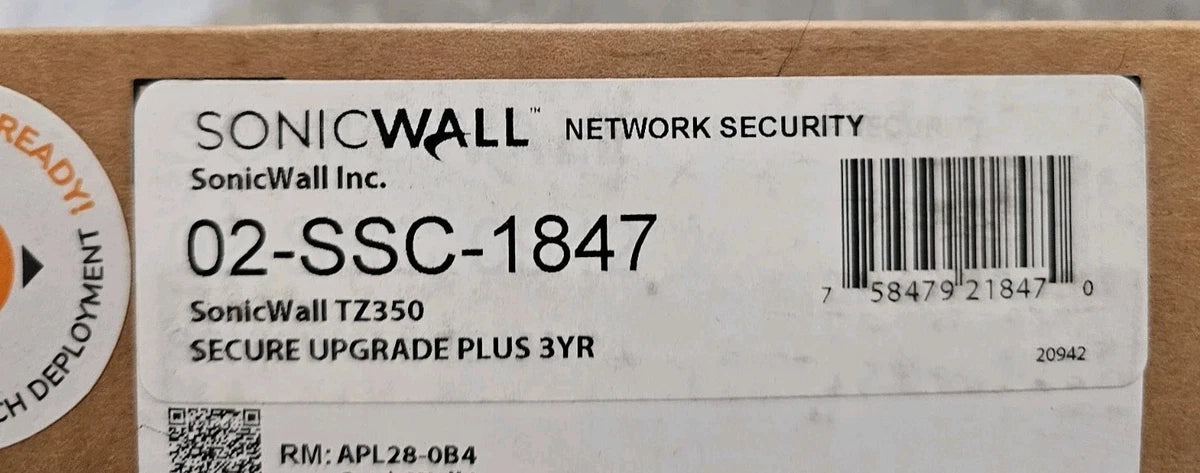 READY!
DEPLOYMENT
SONICWALL™ NETWORK SECURITY
SonicWall Inc.
02-SSC-1847
SonicWall TZ350
SECURE UPGRADE PLUS 3YR
7 58479 21847 0
20942
RM: APL28-0B4